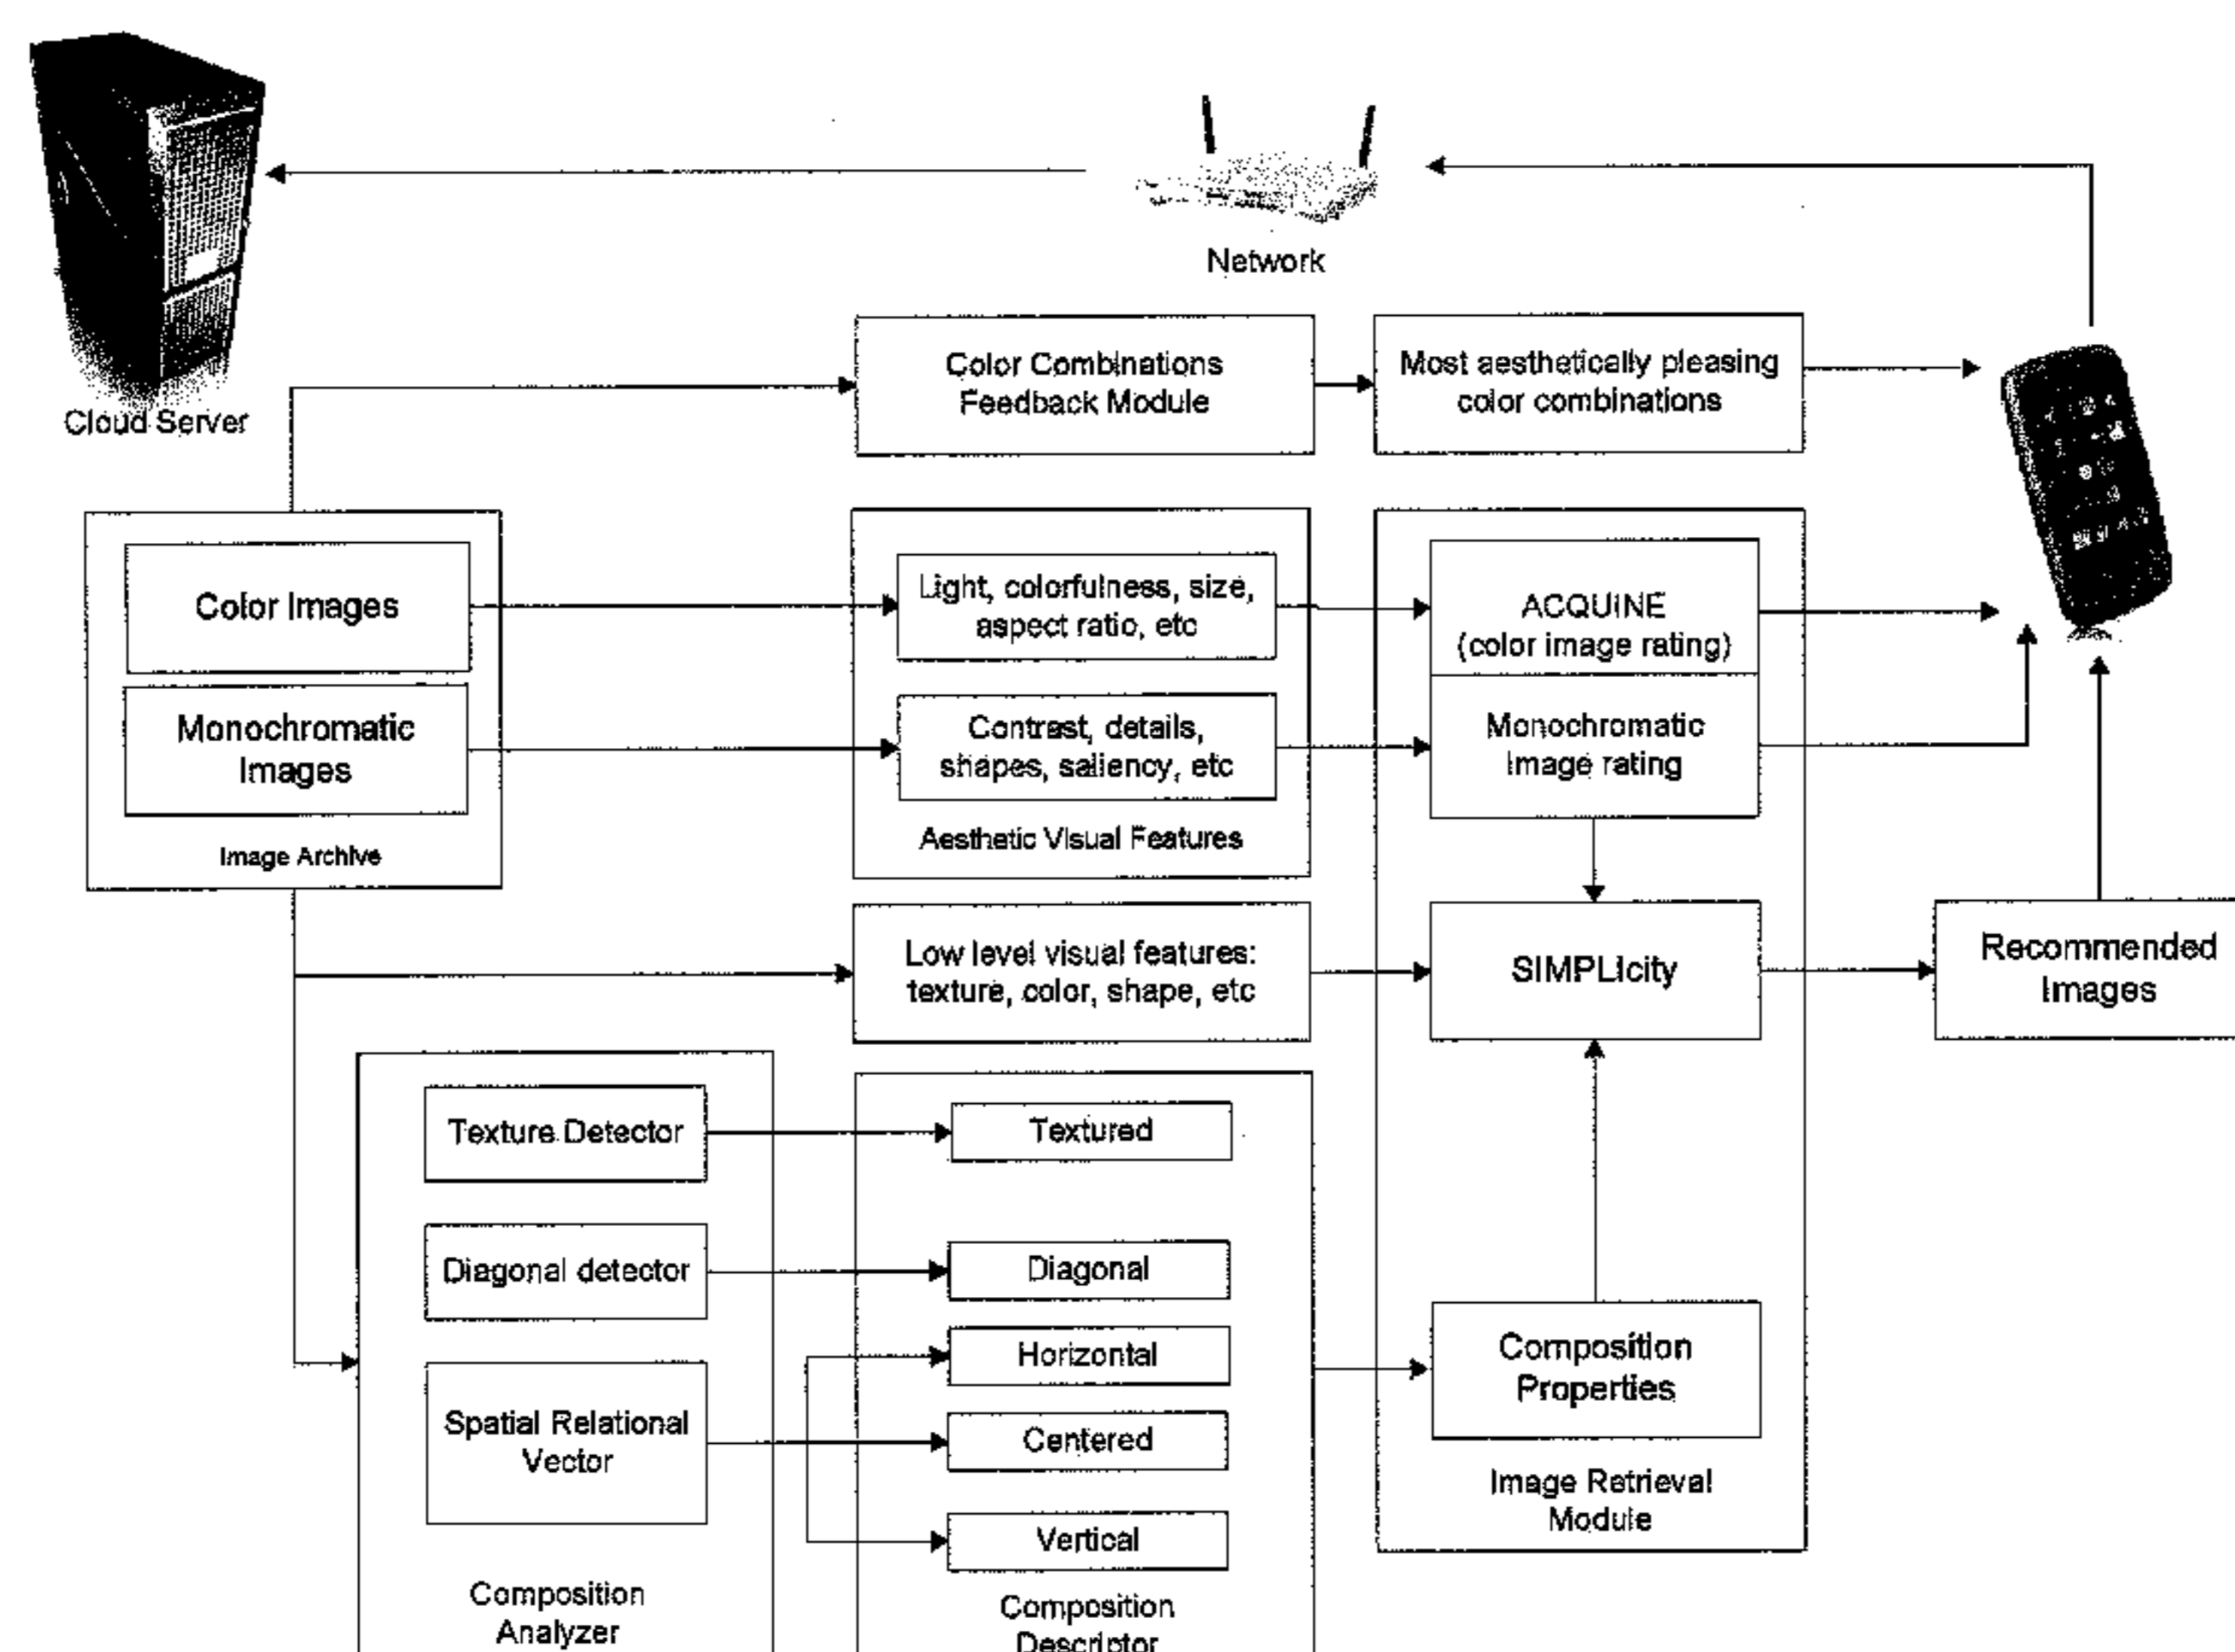 Network
Cloud Server
Color Combinations
Feedback Module
Most aesthetically pleasing
color combinations
Color Images
Monochromatic
Images
Image Archive
Light, colorfulness, size,
aspect ratio, etc
Contrast, details,
shapes, saliency, etc
Aesthetic Visual Features
ACQUINE
(color image rating)
Monochromatic
Image rating
Low level visual features:
texture, color, shape, etc
SIMPLIcity
Recommended
Images
Texture Detector
Diagonal detector
Spatial Relational
Vector
Composition
Analyzer
Textured
Diagonal
Horizontal
Centered
Vertical
Composition
Descriptor
Composition
Properties
Image Retrieval
Module